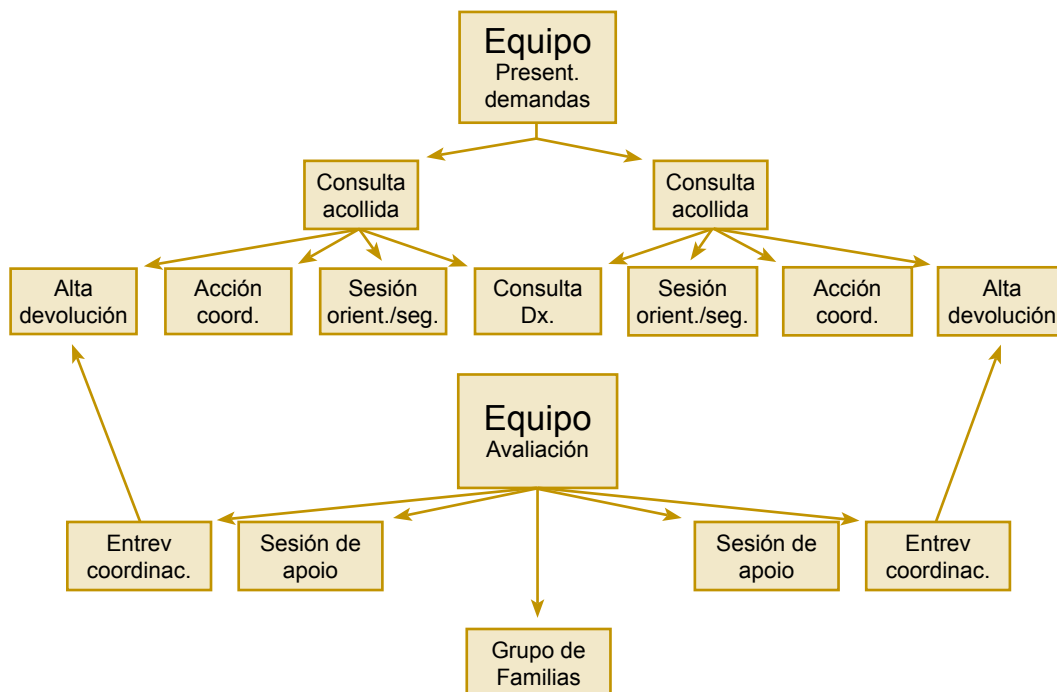 Equipo
Present.
demandas
Consulta
acollida
Consulta
acollida
Alta
devolución
Acción
coord.
Sesión
orient./seg.
Consulta
Dx.
Sesión
orient./seg.
Acción
coord.
Alta
devolución
Equipo
Avaliación
Entrev
coordinac.
Sesión de
apoio
Sesión de
apoio
Entrev
coordinac.
Grupo de
Familias